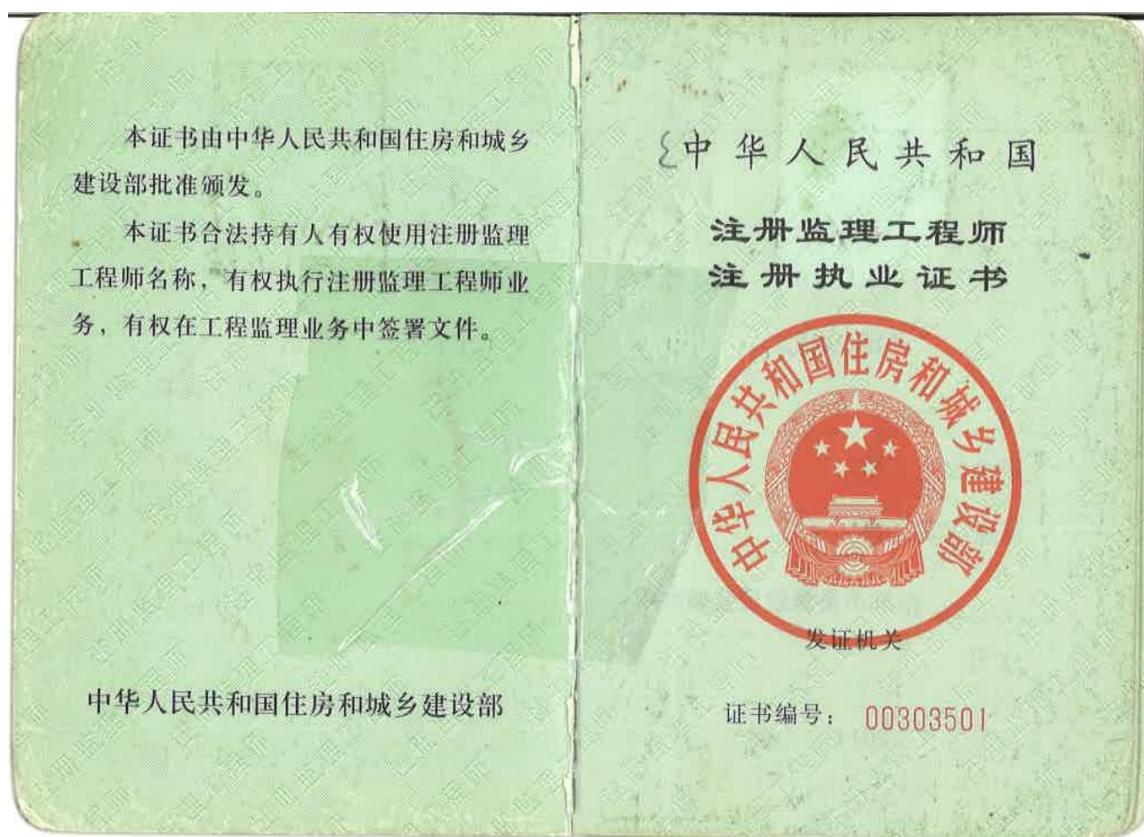 本证书由中华人民共和国住房和城乡
建设部批准颁发。
本证书合法持有人有权使用注册监理
工程师名称，有权执行注册监理工程师业
务，有权在工程监理业务中签署文件。
中华人民共和国住房和城乡建设部
中华人民共和国
注册监理工程师
注册执业证书
中华人民共和国住房和城乡建设部
发证机关
证书编号： 00303501